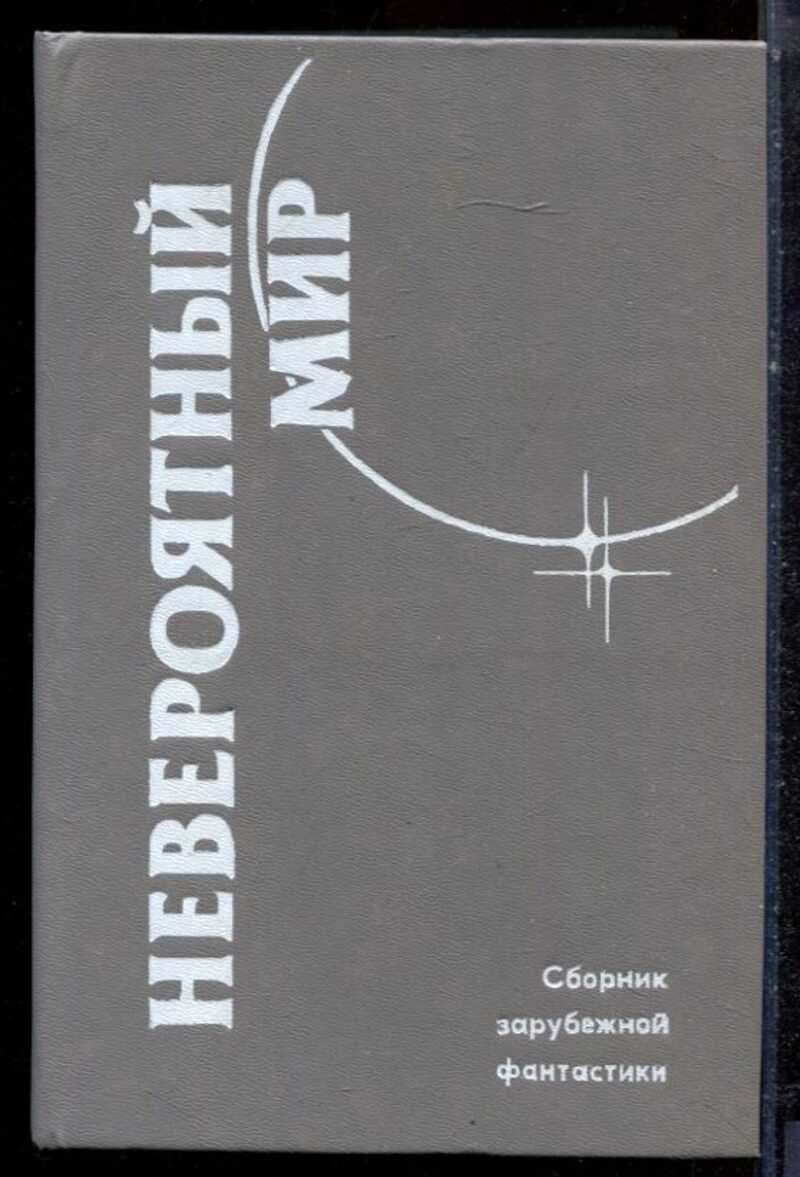 НЕВЕРОЯТНЫЙ
МИР
Сборник
зарубежной
фантастики